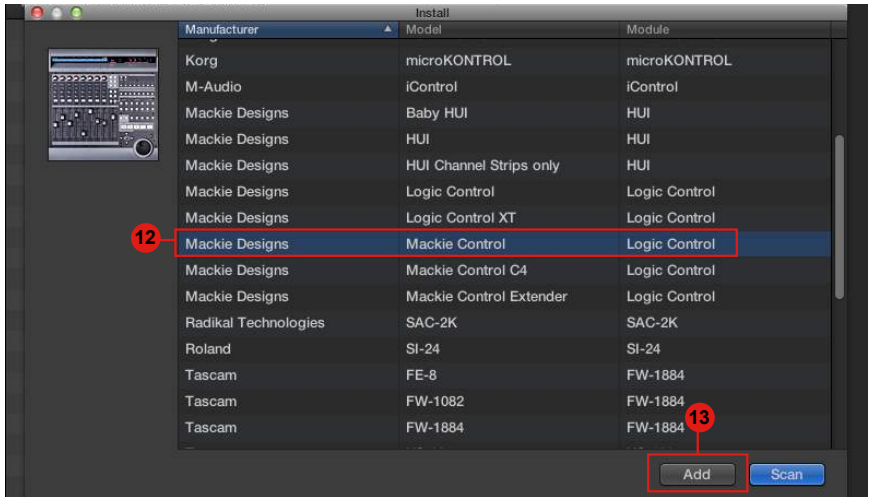 Install
Manufacturer Model Module
Korg microKONTROL microKONTROL
M-Audio iControl iControl
Mackie Designs Baby HUI HUI
Mackie Designs HUI HUI
Mackie Designs HUI Channel Strips only HUI
Mackie Designs Logic Control Logic Control
Mackie Designs Logic Control XT Logic Control
12 Mackie Designs Mackie Control Logic Control
Mackie Designs Mackie Control C4 Logic Control
Mackie Designs Mackie Control Extender Logic Control
Radikal Technologies SAC-2K SAC-2K
Roland SI-24 SI-24
Tascam FE-8 FW-1884
Tascam FW-1082 FW-1884
Tascam FW-1884 FW-1884
13
Add Scan